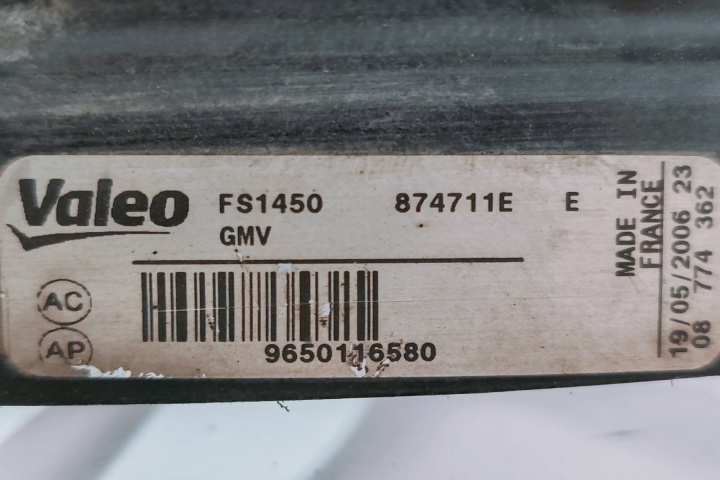 Valeo FS1450 874711E E
GMV
AC
AP
9650116580
MADE IN
FRANCE
19/05/2006 23
08 774 362